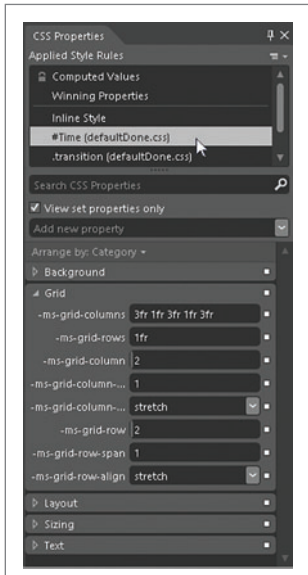 CSS Properties
Applied Style Rules
Computed Values
Winning Properties
Inline Style
#Time (defaultDone.css)
.transition (defaultDone.css)
Search CSS Properties
View set properties only
Add new property
Arrange by: Category
Background
Grid
-ms-grid-columns 3fr 1fr 3fr 1fr 3fr
-ms-grid-rows 1fr
-ms-grid-column 2
-ms-grid-column-... 1
-ms-grid-column-... stretch
-ms-grid-row 2
-ms-grid-row-span 1
-ms-grid-row-align stretch
Layout
Sizing
Text